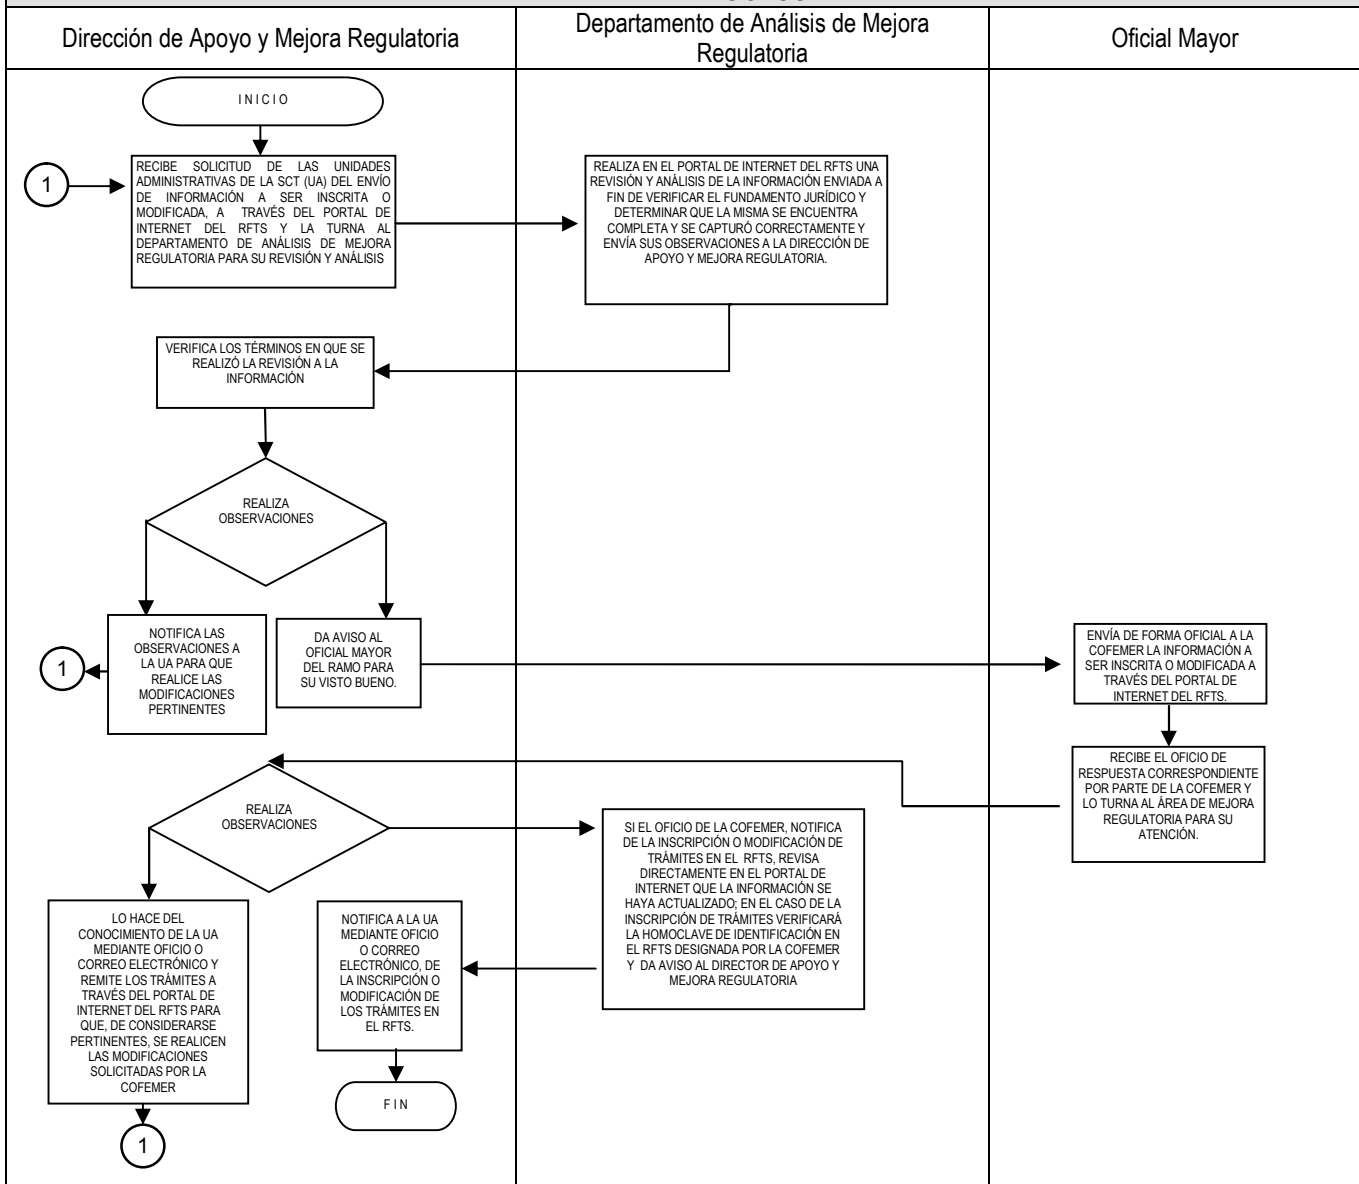 Dirección de Apoyo y Mejora Regulatoria
Departamento de Análisis de Mejora
Regulatoria
Oficial Mayor
INICIO
1
RECIBE SOLICITUD DE LAS UNIDADES
ADMINISTRATIVAS DE LA SCT (UA) DEL ENVÍO
DE INFORMACIÓN A SER INSCRITA O
MODIFICADA, A TRAVÉS DEL PORTAL DE
INTERNET DEL RFTS Y LA TURNA AL
DEPARTAMENTO DE ANÁLISIS DE MEJORA
REGULATORIA PARA SU REVISIÓN Y ANÁLISIS
REALIZA EN EL PORTAL DE INTERNET DEL RFTS UNA
REVISIÓN Y ANÁLISIS DE LA INFORMACIÓN ENVIADA A
FIN DE VERIFICAR EL FUNDAMENTO JURÍDICO Y
DETERMINAR QUE LA MISMA SE ENCUENTRA
COMPLETA Y SE CAPTURÓ CORRECTAMENTE Y
ENVÍA SUS OBSERVACIONES A LA DIRECCIÓN DE
APOYO Y MEJORA REGULATORIA.
VERIFICA LOS TÉRMINOS EN QUE SE
REALIZÓ LA REVISIÓN A LA
INFORMACIÓN
REALIZA
OBSERVACIONES
1
NOTIFICA LAS
OBSERVACIONES A
LA UA PARA QUE
REALICE LAS
MODIFICACIONES
PERTINENTES
DA AVISO AL
OFICIAL MAYOR
DEL RAMO PARA
SU VISTO BUENO.
ENVÍA DE FORMA OFICIAL A LA
COFEMER LA INFORMACIÓN A
SER INSCRITA O MODIFICADA A
TRAVÉS DEL PORTAL DE
INTERNET DEL RFTS.
RECIBE EL OFICIO DE
RESPUESTA CORRESPONDIENTE
POR PARTE DE LA COFEMER Y
LO TURNA AL ÁREA DE MEJORA
REGULATORIA PARA SU
ATENCIÓN.
REALIZA
OBSERVACIONES
SI EL OFICIO DE LA COFEMER, NOTIFICA
DE LA INSCRIPCIÓN O MODIFICACIÓN DE
TRÁMITES EN EL RFTS, REVISA
DIRECTAMENTE EN EL PORTAL DE
INTERNET QUE LA INFORMACIÓN SE
HAYA ACTUALIZADO; EN EL CASO DE LA
INSCRIPCIÓN DE TRÁMITES VERIFICARÁ
LA HOMOCLAVE DE IDENTIFICACIÓN EN
EL RFTS DESIGNADA POR LA COFEMER
Y DA AVISO AL DIRECTOR DE APOYO Y
MEJORA REGULATORIA
LO HACE DEL
CONOCIMIENTO DE LA UA
MEDIANTE OFICIO O
CORREO ELECTRÓNICO Y
REMITE LOS TRÁMITES A
TRAVÉS DEL PORTAL DE
INTERNET DEL RFTS PARA
QUE, DE CONSIDERARSE
PERTINENTES, SE REALICEN
LAS MODIFICACIONES
SOLICITADAS POR LA
COFEMER
NOTIFICA A LA UA
MEDIANTE OFICIO
O CORREO
ELECTRÓNICO, DE
LA INSCRIPCIÓN O
MODIFICACIÓN DE
LOS TRÁMITES EN
EL RFTS.
FIN
1